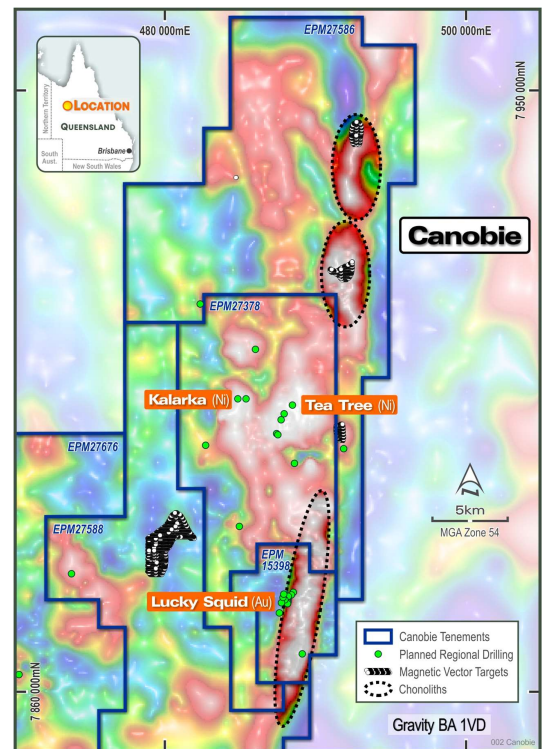 480 000mE
500 000mE
EPM27586
7 950 000mN
LOCATION
QUEENSLAND
Northern Territory
Brisbane
South
Aust.
New South Wales
Canobie
EPM27378
Kalarka (Ni)
Tea Tree (Ni)
EPM27676
N
5km
MGA Zone 54
EPM27588
EPM
15398
Lucky Squid (Au)
Canobie Tenements
Planned Regional Drilling
Magnetic Vector Targets
Chonoliths
7 860 000mN
Gravity BA 1VD
002 Canobie